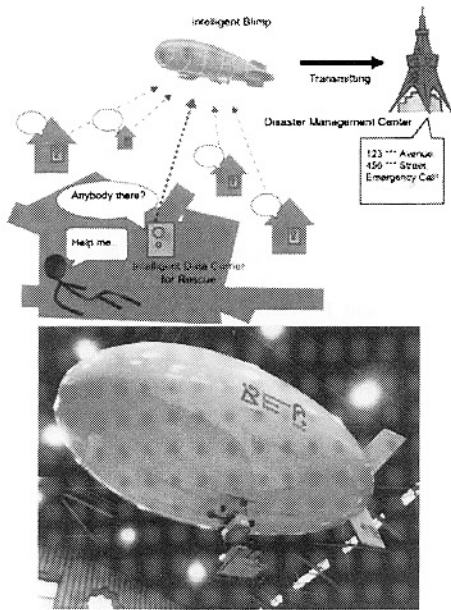 Intelligent Blimp
Transmitting
Disaster Management Center
123 *** Avenue
456 *** Street
Emergency Call*
Anybody there?
Help me..
Intelligent Data Carrier
for Rescue